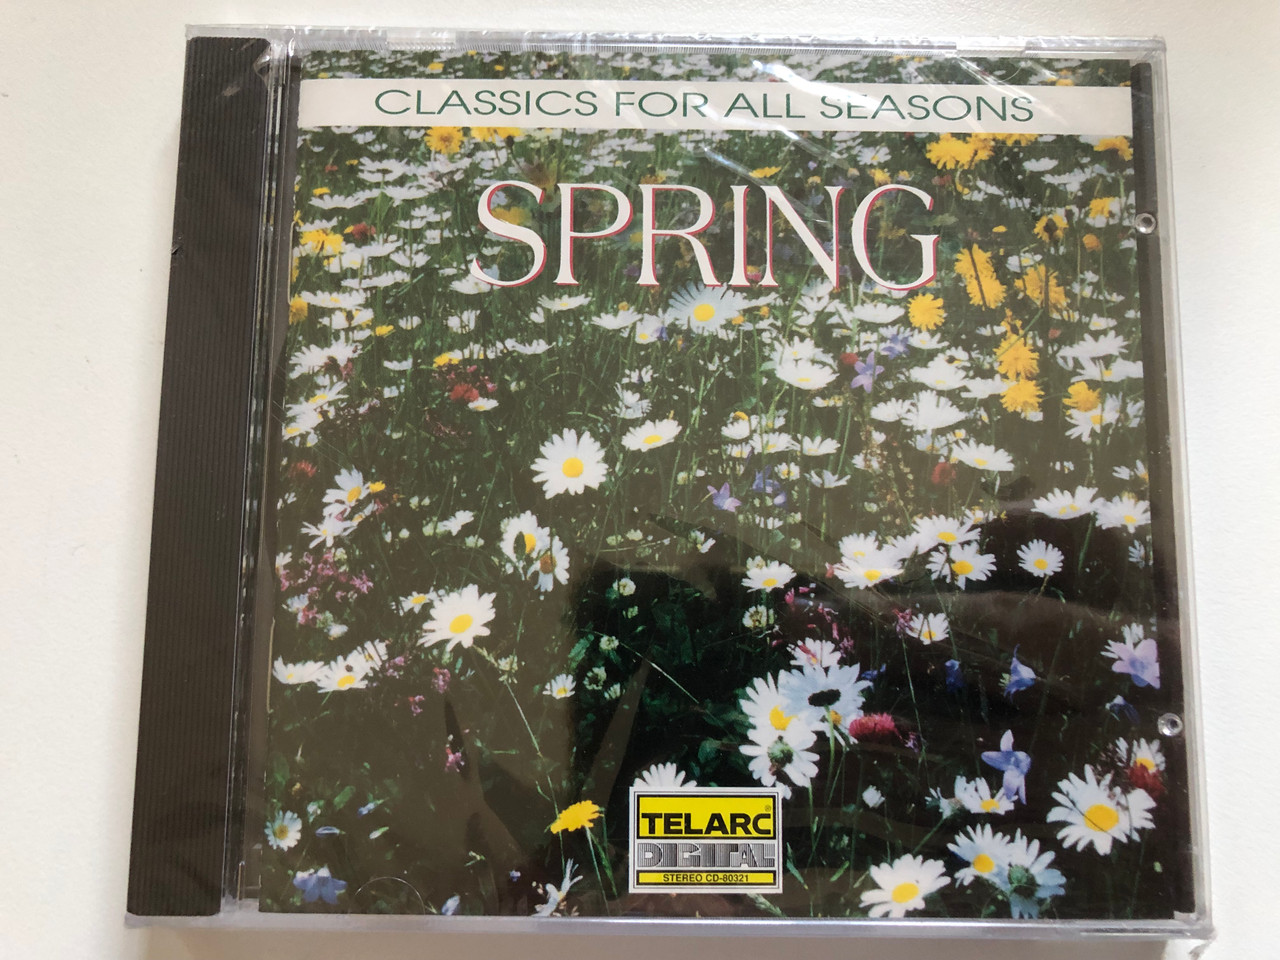 CLASSICS FOR ALL SEASONS
SPRING
TELARC®
DIGITAL
STEREO CD-80321